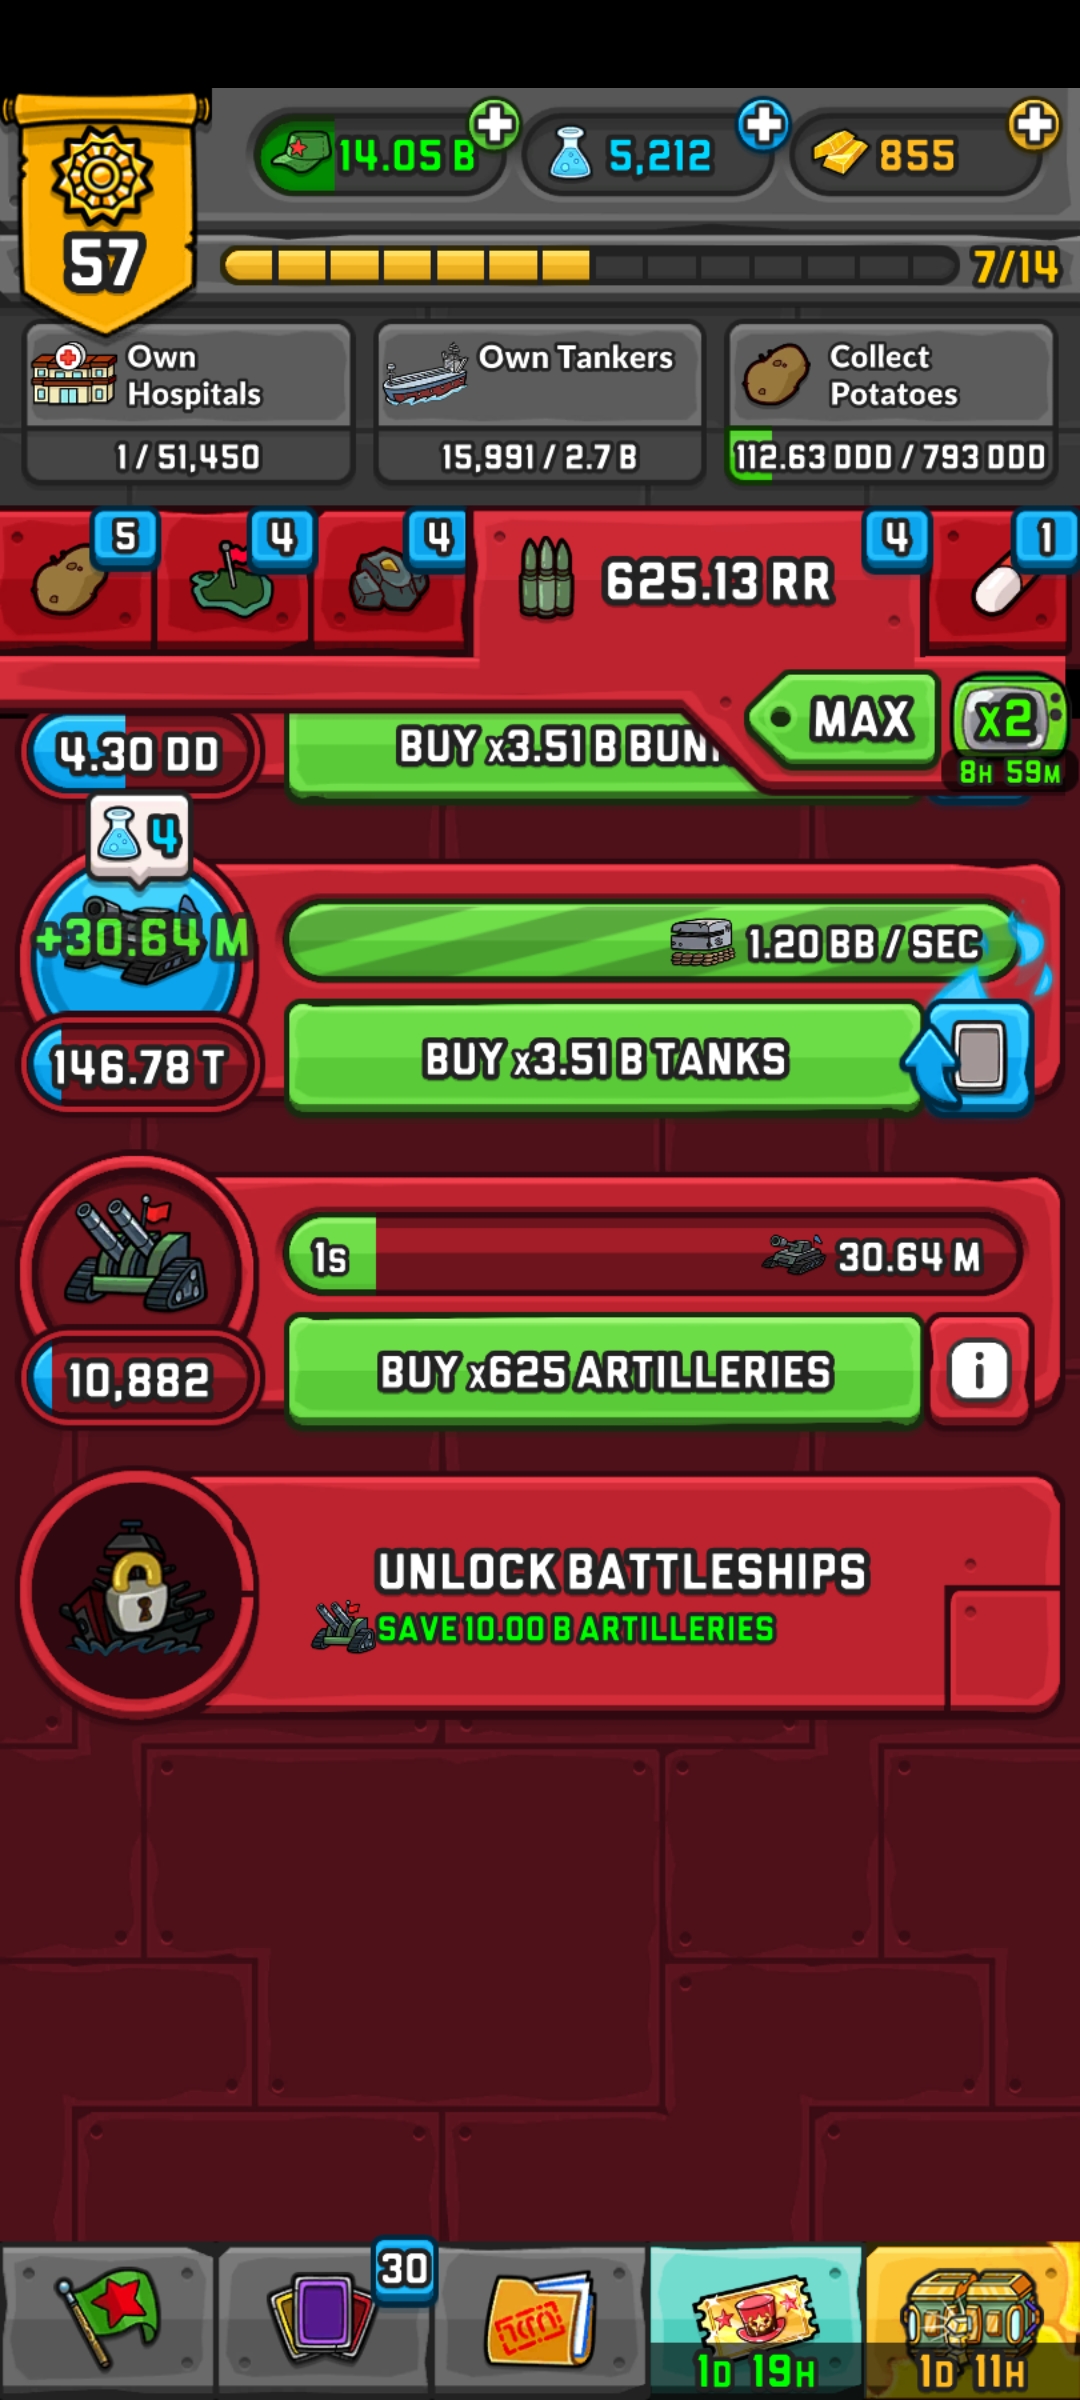 57
14.05 B
5,212
855
7/14
Own
Hospitals
1 / 51,450
Own Tankers
15,991 / 2.7 B
Collect
Potatoes
112.63 DDD / 793 DDD
5
4
4
625.13 RR
4
1
MAX
x2
8H 59M
4.30 DD
BUY x3.51 B
4
+30.64 M
1.20 BB / SEC
146.78 T
BUY x3.51 B TANKS
1s
30.64 M
10,882
BUY x625 ARTILLERIES
i
UNLOCK BATTLESHIPS
SAVE 10.00 B ARTILLERIES
30
1D 19H
1D 11H